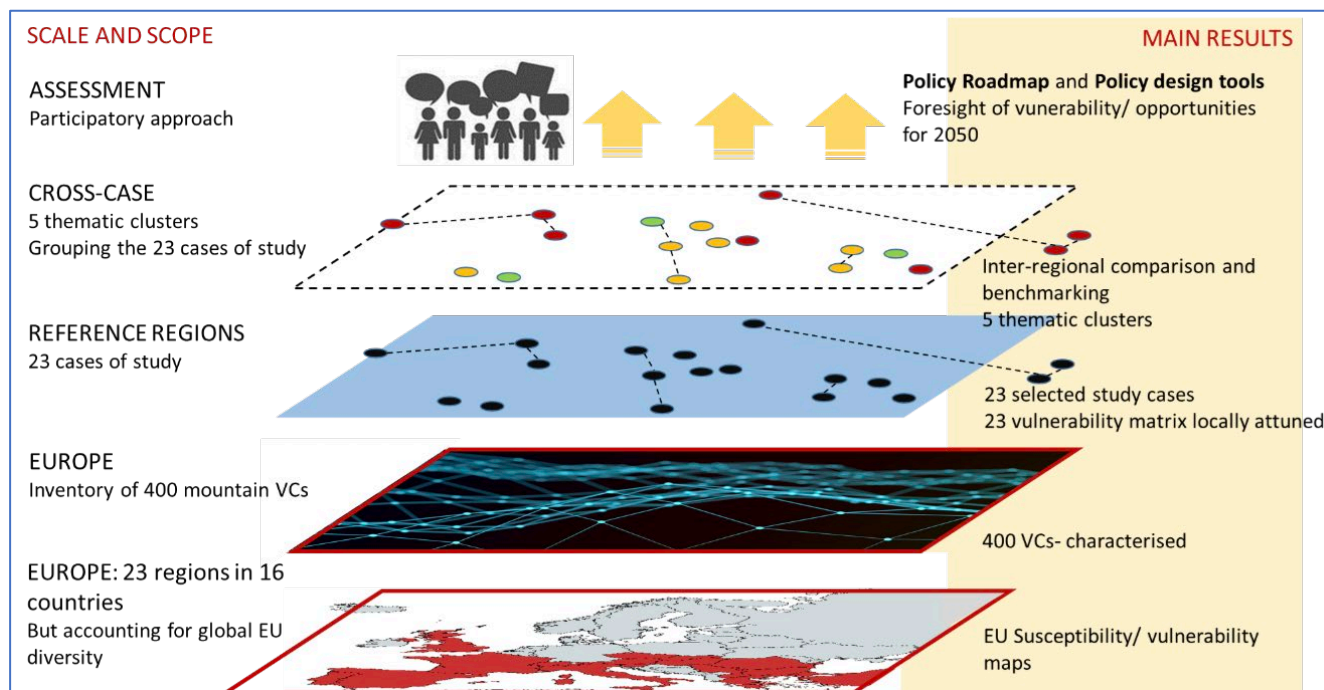 SCALE AND SCOPE
MAIN RESULTS
ASSESSMENT
Participatory approach
Policy Roadmap and Policy design tools
Foresight of vunerability/ opportunities
for 2050
CROSS-CASE
5 thematic clusters
Grouping the 23 cases of study
Inter-regional comparison and
benchmarking
5 thematic clusters
REFERENCE REGIONS
23 cases of study
23 selected study cases
23 vulnerability matrix locally attuned
EUROPE
Inventory of 400 mountain VCs
400 VCs- characterised
EUROPE: 23 regions in 16
countries
But accounting for global EU
diversity
EU Susceptibility/ vulnerability
maps